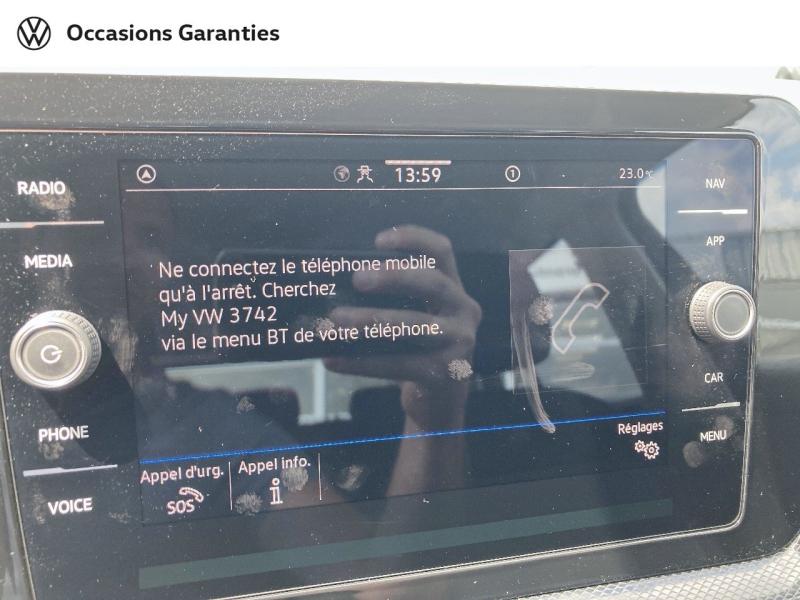 Occasions Garanties
RADIO
MEDIA
PHONE
VOICE
13:59
1
23.0°C
Ne connectez le téléphone mobile
qu'à l'arrêt. Cherchez
My VW 3742
via le menu BT de votre téléphone.
Appel d'urg.
SOS
Appel info.
i
Réglages
NAV
APP
CAR
MENU